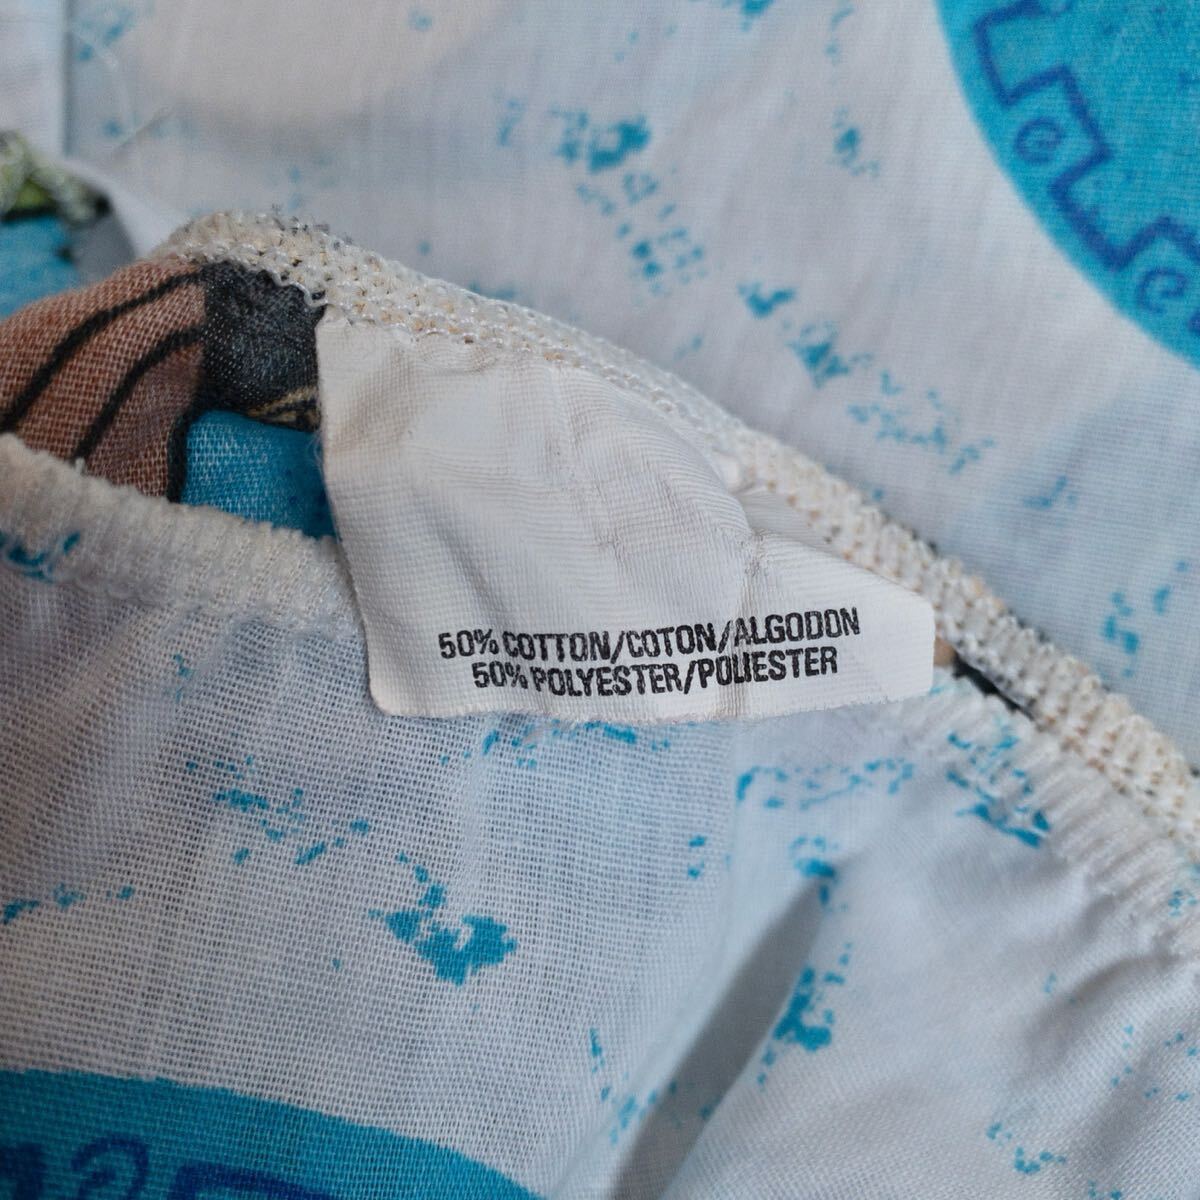 50% COTTON/COTON/ALGODON
50% POLYESTER/POLIESTER